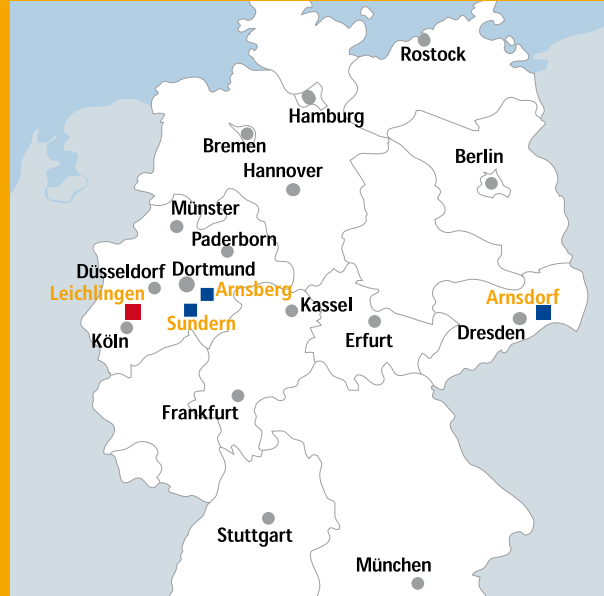 Rostock
Hamburg
Bremen
Berlin
Hannover
Münster
Paderborn
Düsseldorf
Dortmund
Leichlingen
Arnsberg
Arnsdorf
Kassel
Sundern
Köln
Erfurt
Dresden
Frankfurt
Stuttgart
München